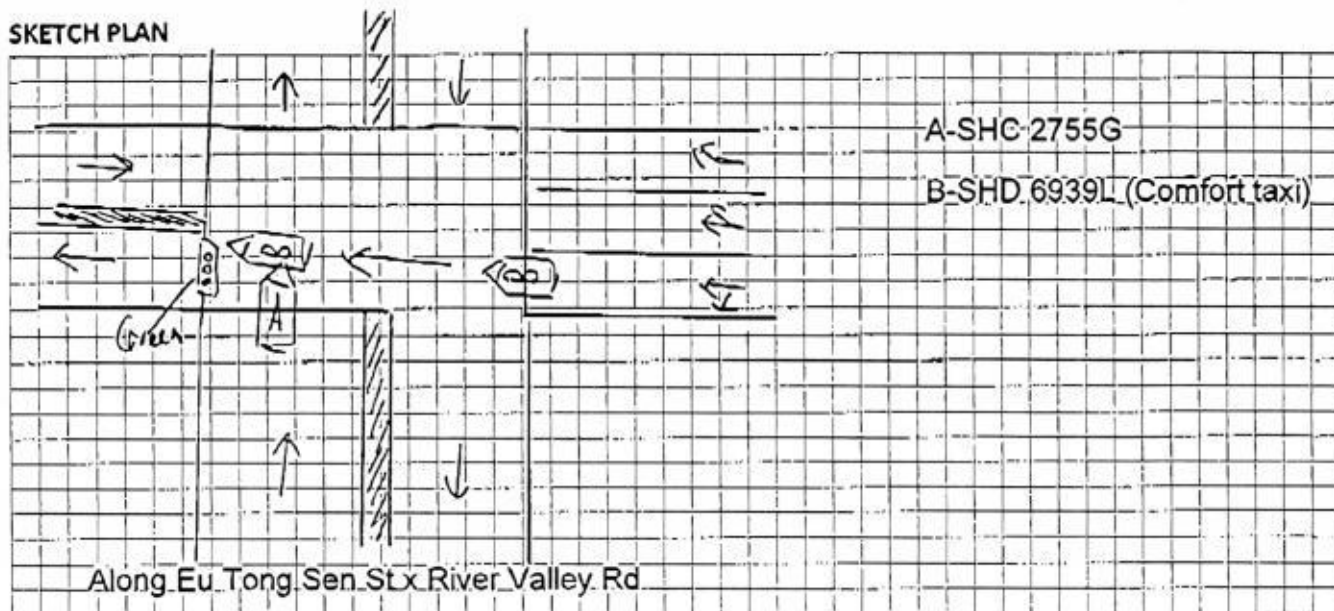 SKETCH PLAN
A-SHC 2755G
B-SHD 6939L (Comfort taxi)
B
B
A
Green
Along Eu Tong Sen St x River Valley Rd